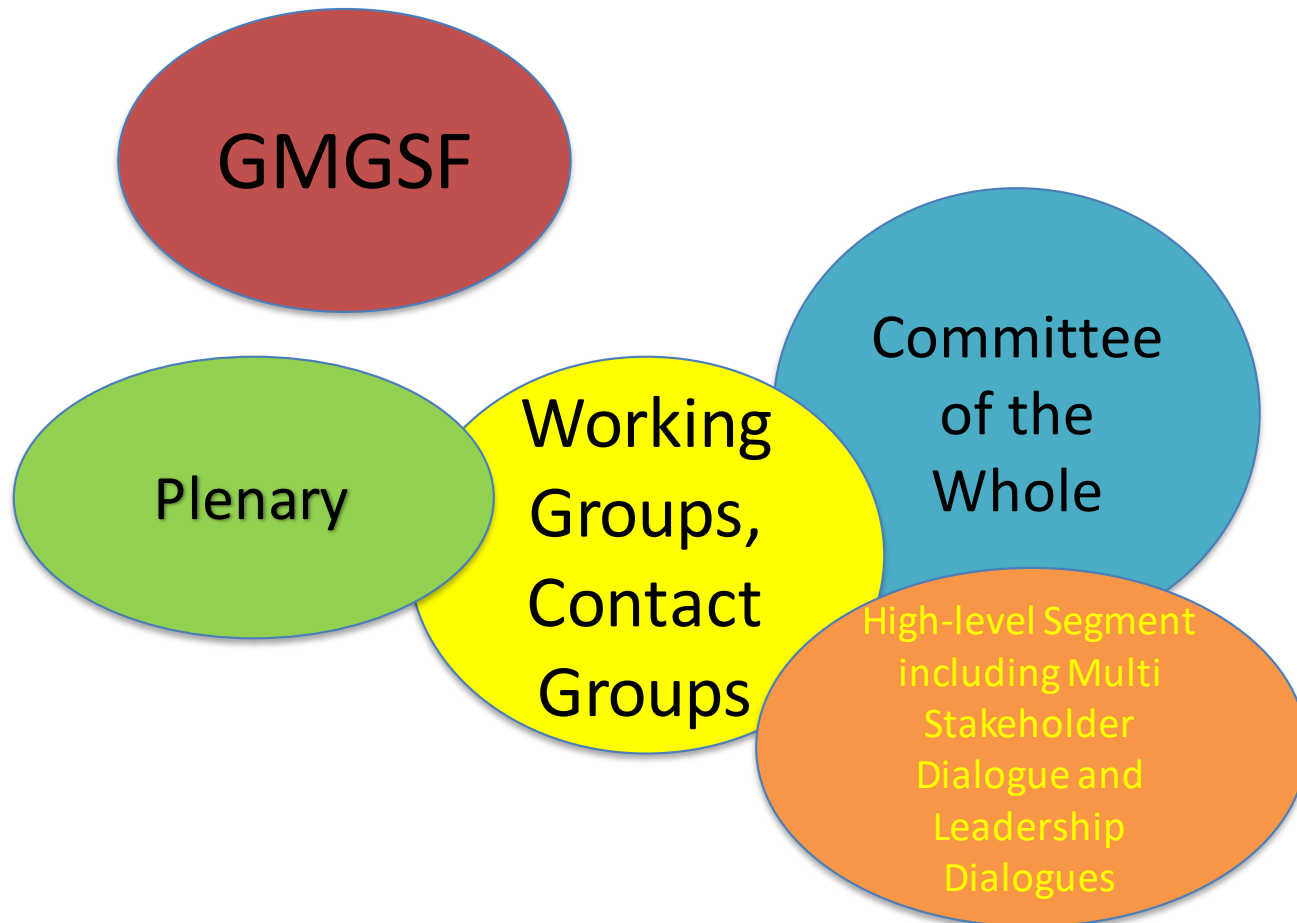 GMGSF
Plenary
Working
Groups,
Contact
Groups
Committee
of the
Whole
High-level Segment
including Multi
Stakeholder
Dialogue and
Leadership
Dialogues